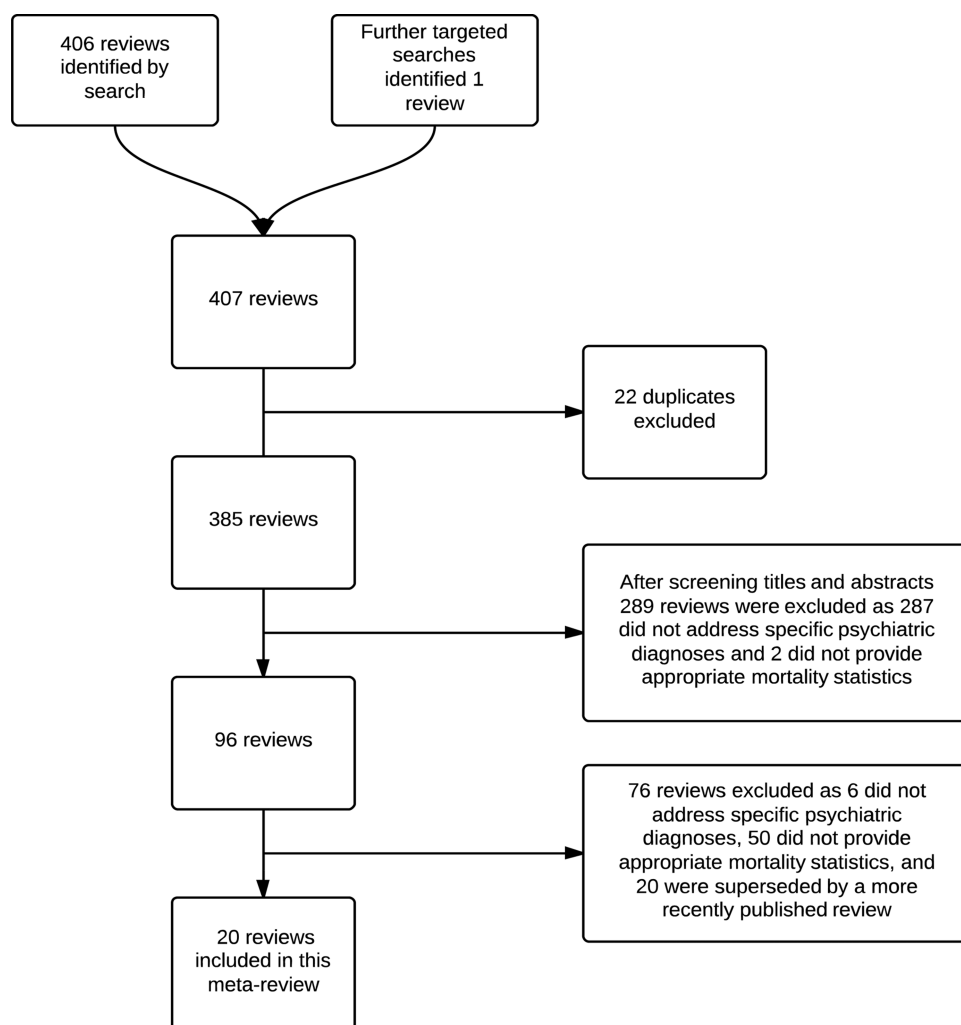 406 reviews
identified by
search
Further targeted
searches
identified 1
review
407 reviews
22 duplicates
excluded
385 reviews
After screening titles and abstracts
289 reviews were excluded as 287
did not address specific psychiatric
diagnoses and 2 did not provide
appropriate mortality statistics
96 reviews
76 reviews excluded as 6 did not
address specific psychiatric
diagnoses, 50 did not provide
appropriate mortality statistics, and
20 were superseded by a more
recently published review
20 reviews
included in this
meta-review